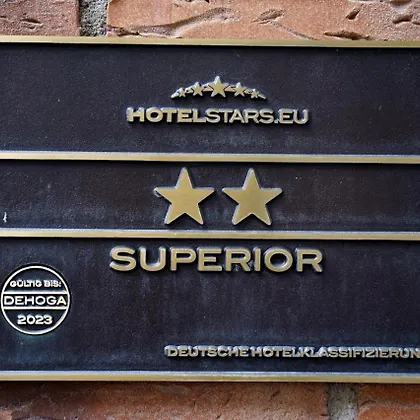 HOTELSTARS.EU
SUPERIOR
GÜLTIG BIS:
DEHOGA
2023
DEUTSCHE HOTELKLASSIFIZIERUN